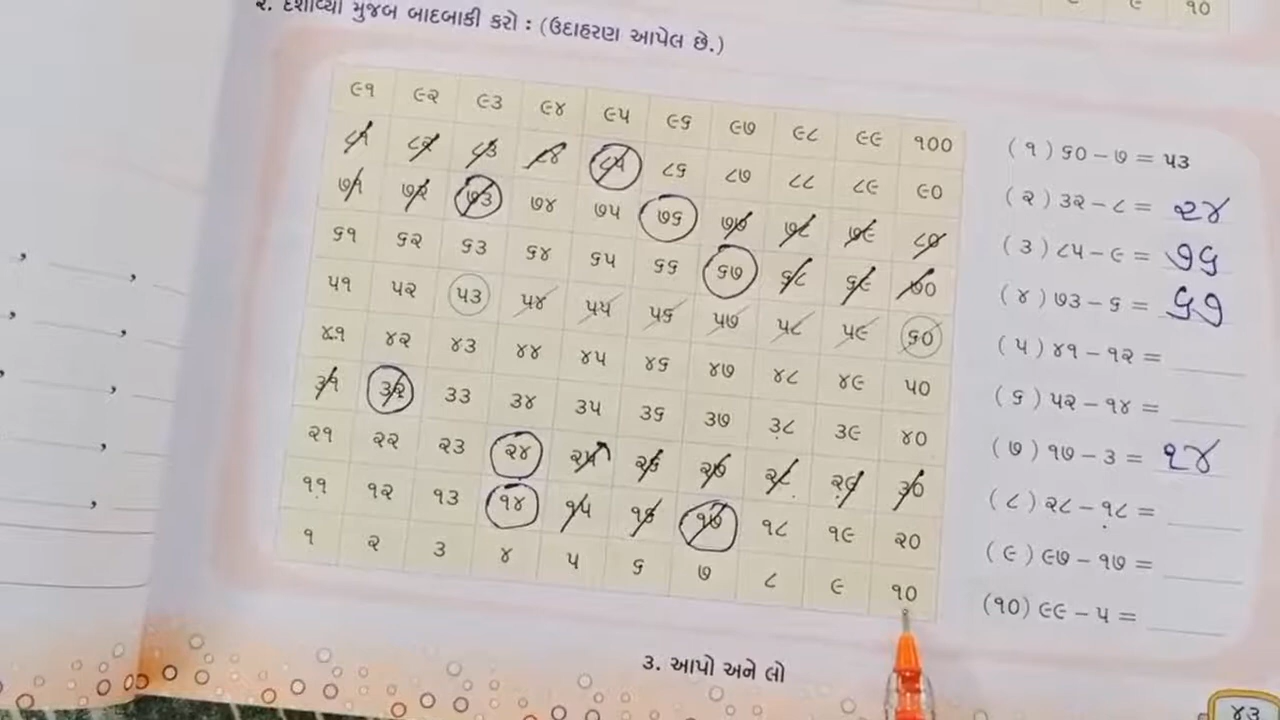 ૯ ૧૦
૨. દર્શાવ્યા મુજબ બાદબાકી કરો : (ઉદાહરણ આપેલ છે.)
૯૧ ૯૨ ૯૩ ૯૪ ૯૫ ૯૬ ૯૭ ૯૮ ૯૯ ૧૦૦
૮૧ ૮૨ ૮૩ ૮૪ ૮૫ ૮૬ ૮૭ ૮૮ ૮૯ ૯૦
૭૧ ૭૨ ૭૩ ૭૪ ૭૫ ૭૬ ૭૭ ૭૮ ૭૯ ૮૦
૬૧ ૬૨ ૬૩ ૬૪ ૬૫ ૬૬ ૬૭ ૬૮ ૬૯ ૭૦
૫૧ ૫૨ ૫૩ ૫૪ ૫૫ ૫૬ ૫૭ ૫૮ ૫૯ ૬૦
૪૧ ૪૨ ૪૩ ૪૪ ૪૫ ૪૬ ૪૭ ૪૮ ૪૯ ૫૦
૩૧ ૩૨ ૩૩ ૩૪ ૩૫ ૩૬ ૩૭ ૩૮ ૩૯ ૪૦
૨૧ ૨૨ ૨૩ ૨૪ ૨૫ ૨૬ ૨૭ ૨૮ ૨૯ ૩૦
૧૧ ૧૨ ૧૩ ૧૪ ૧૫ ૧૬ ૧૭ ૧૮ ૧૯ ૨૦
૧ ૨ ૩ ૪ ૫ ૬ ૭ ૮ ૯ ૧૦
(૧) ૬૦ – ૭ = ૫૩
(૨) ૩૨ – ૮ = ૨૪
(૩) ૮૫ – ૯ = ૭૬
(૪) ૭૩ – ૬ = ૬૭
(૫) ૪૧ – ૧૨ =
(૬) ૫૨ – ૧૪ =
(૭) ૧૭ – ૩ = ૧૪
(૮) ૨૮ – ૧૮ =
(૯) ૯૭ – ૧૭ =
(૧૦) ૯૯ – ૫ =
૩. આપો અને લો
૪૩